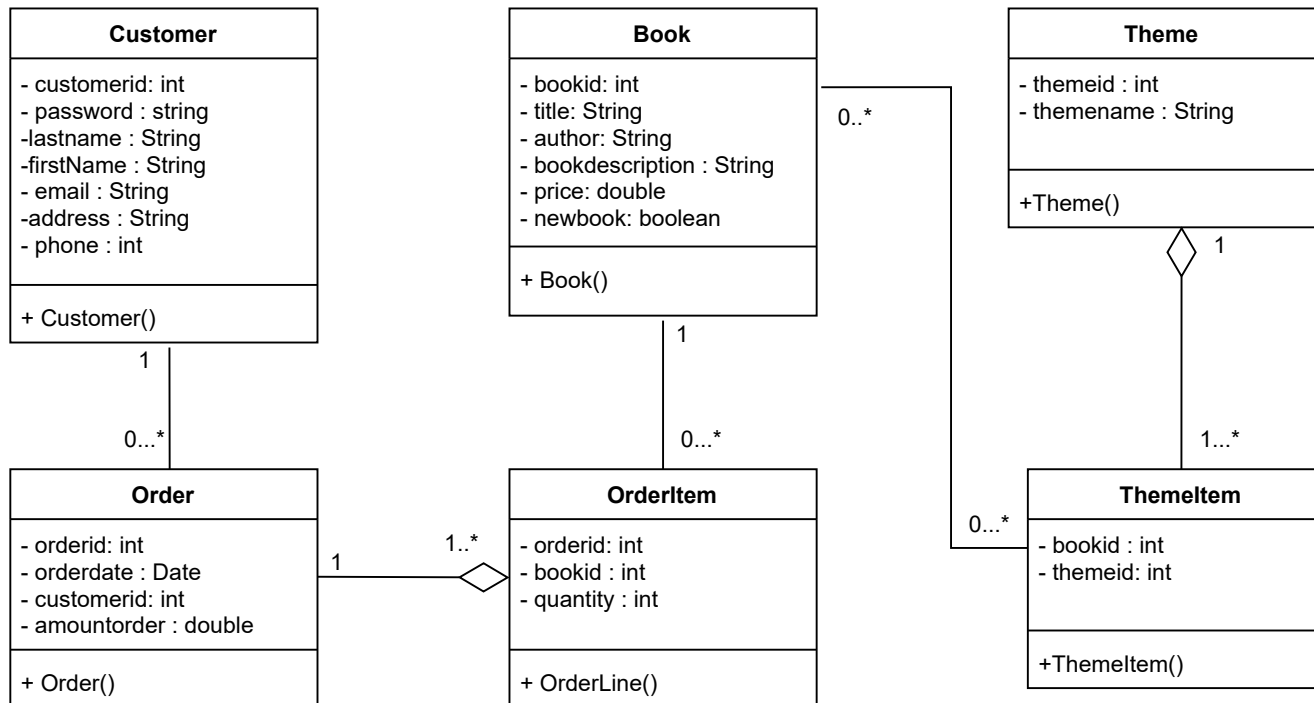 Customer
- customerid: int
- password : string
-lastname : String
-firstName : String
- email : String
-address : String
- phone : int
+ Customer()
1
0...*
Book
- bookid: int
- title: String
- author: String
- bookdescription : String
- price: double
- newbook: boolean
+ Book()
0..*
1
0...*
Theme
- themeid : int
- themename : String
+Theme()
1
1...*
Order
- orderid: int
- orderdate : Date
- customerid: int
- amountorder : double
+ Order()
1
1..*
OrderItem
- orderid: int
- bookid : int
- quantity : int
+ OrderLine()
0...*
ThemeItem
- bookid : int
- themeid: int
+ThemeItem()